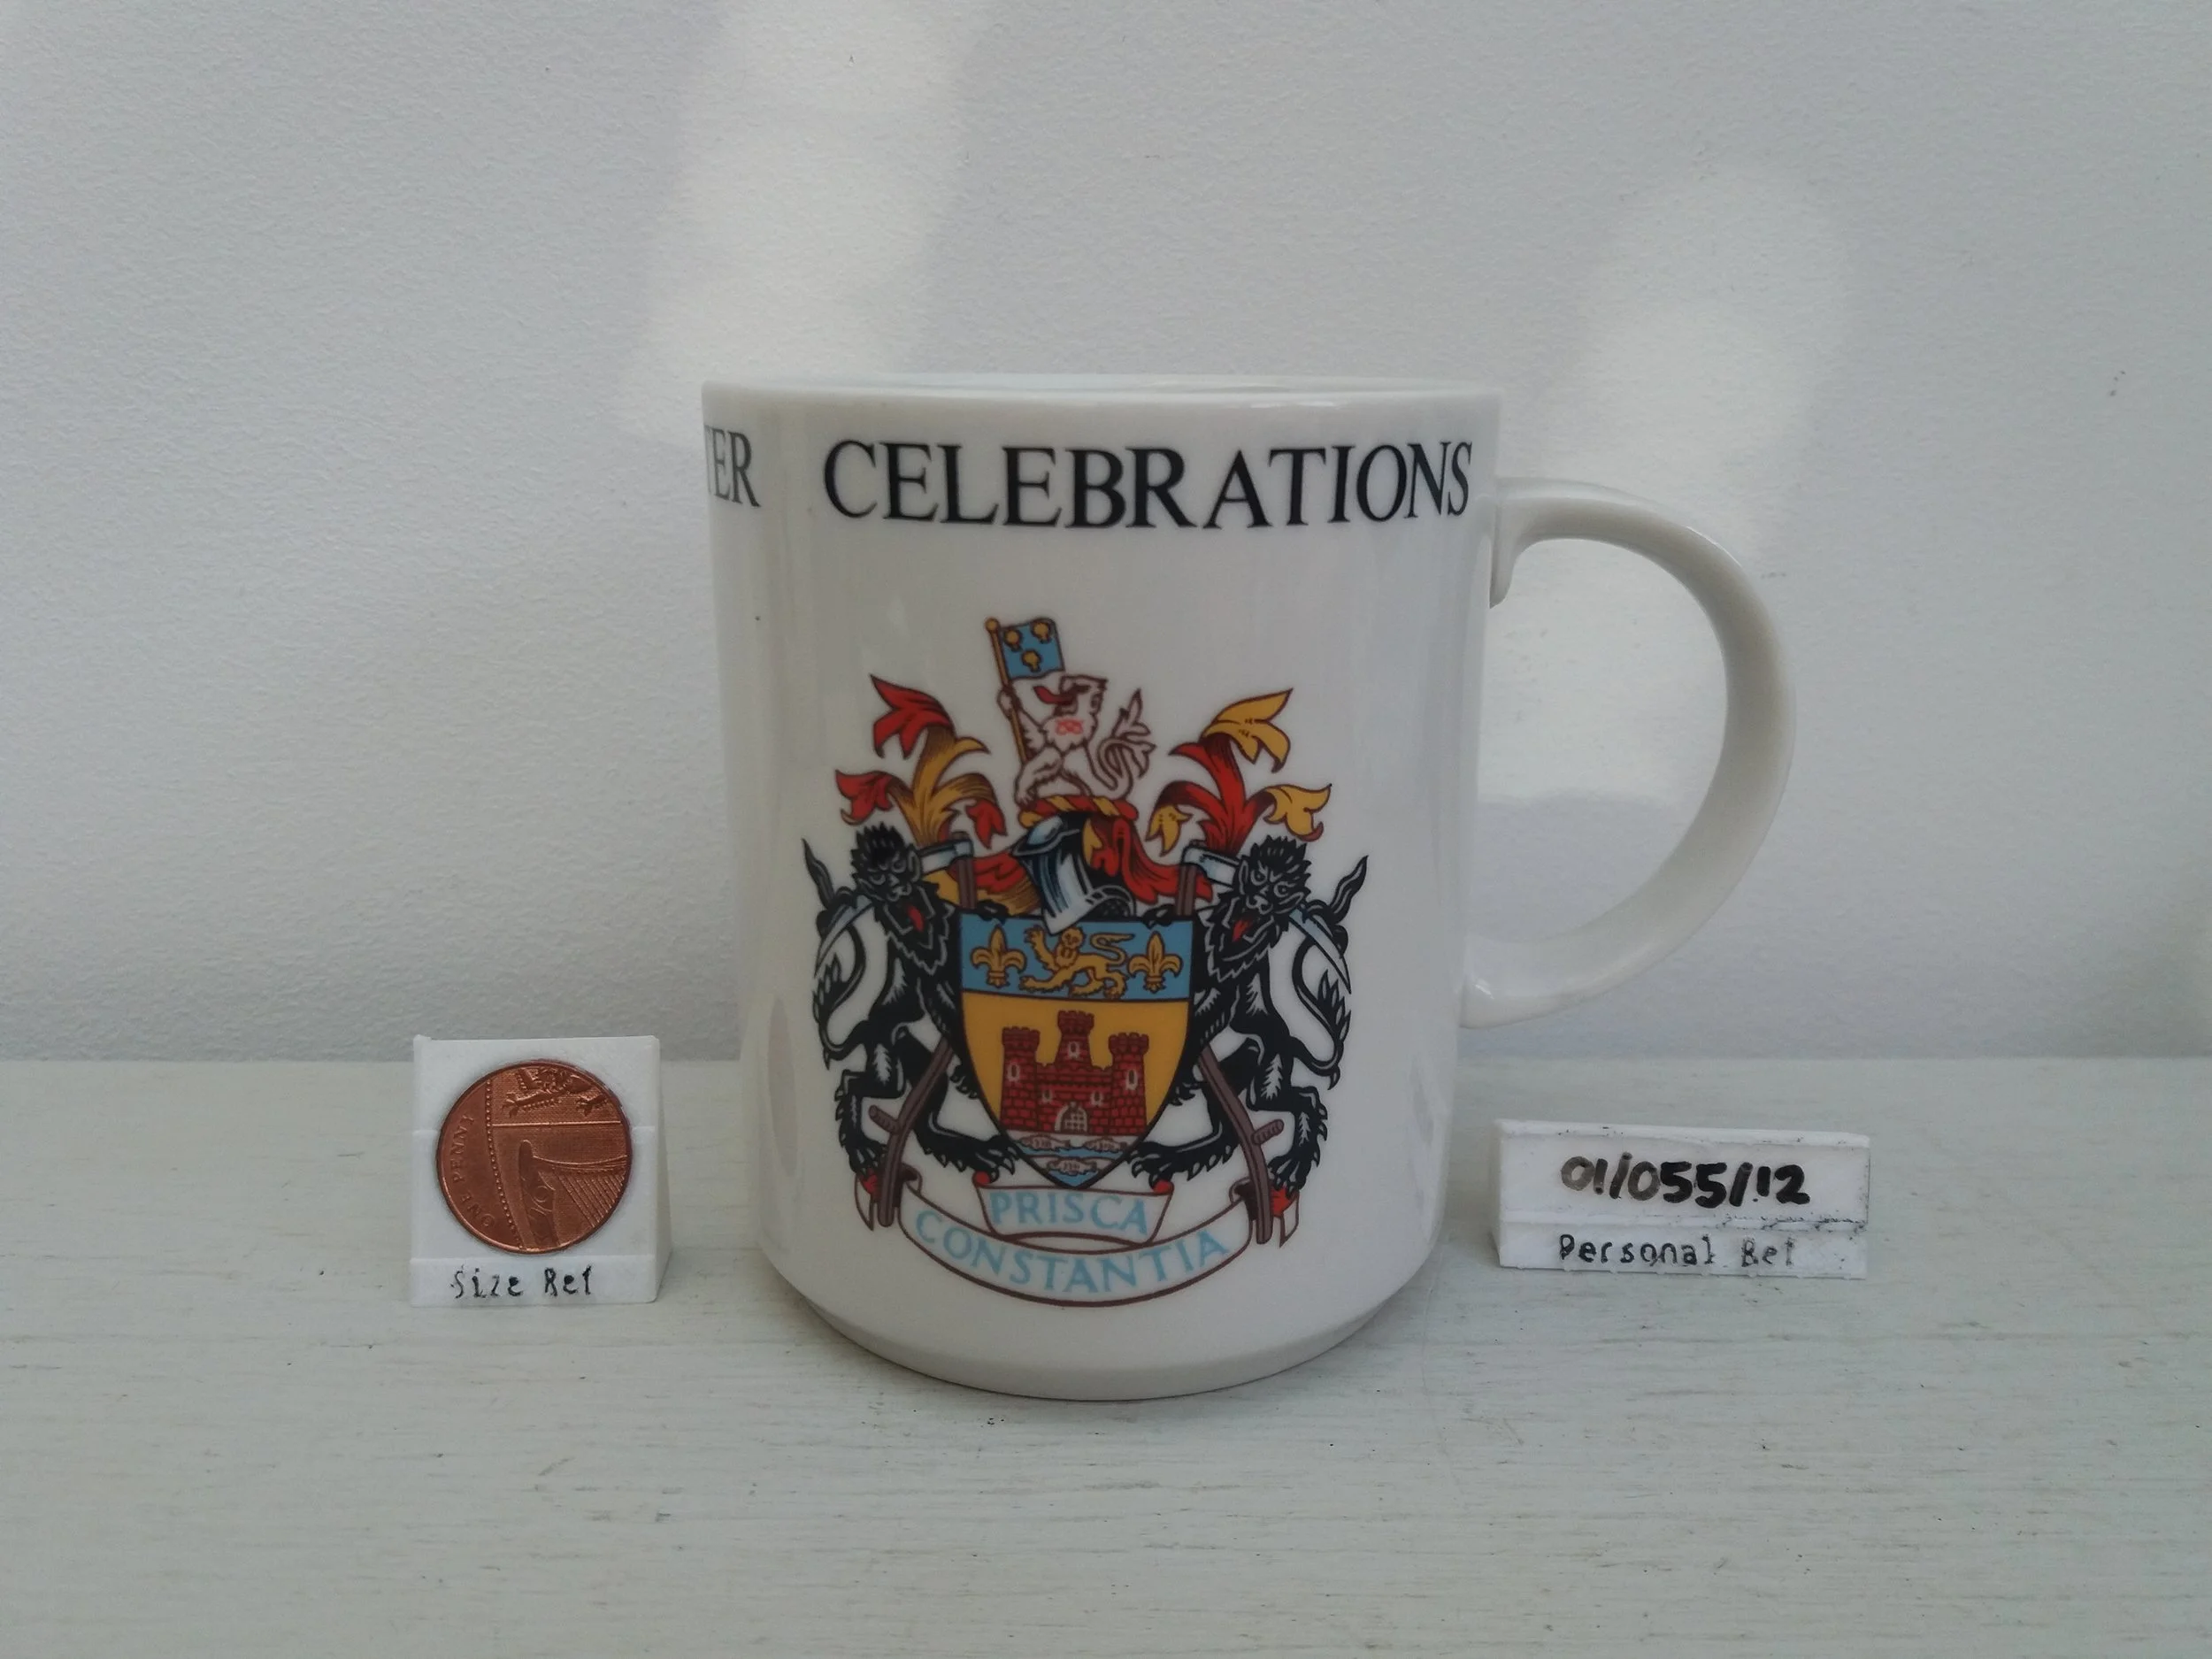 TER CELEBRATIONS
PRISCA
CONSTANTIA
ONE PENNY
Size Ref
01/055/12
Personal Ref